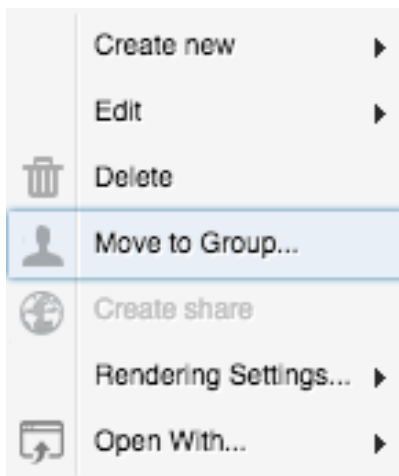 Create new
Edit
Delete
Move to Group...
Create share
Rendering Settings...
Open With...